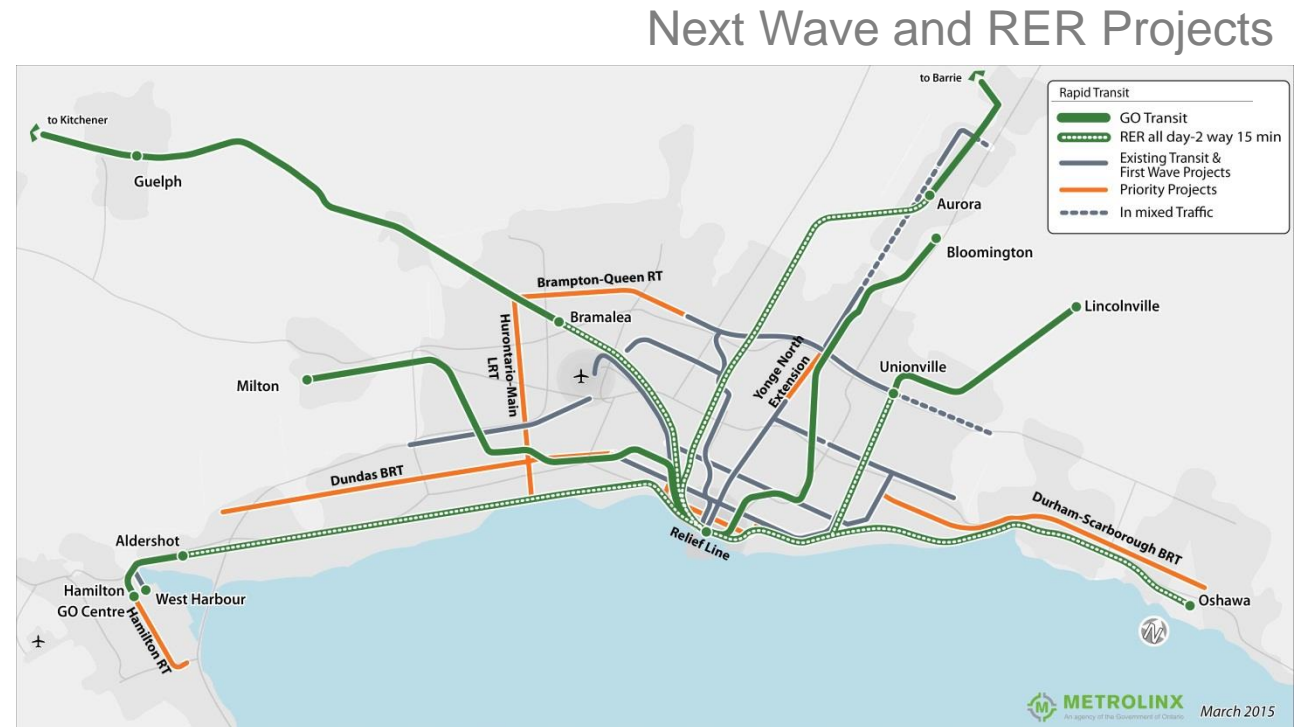 Next Wave and RER Projects
to Barrie
Rapid Transit
GO Transit
RER all day-2 way 15 min
Existing Transit &
First Wave Projects
Priority Projects
In mixed Traffic
to Kitchener
Guelph
Aurora
Bloomington
Brampton-Queen RT
Bramalea
Lincolnville
Hurontario-Main
LRT
Yonge North
Extension
Unionville
Milton
Dundas BRT
Durham-Scarborough BRT
Relief Line
Aldershot
Hamilton
GO Centre
West Harbour
Hamilton RT
Oshawa
N
METROLINX
An agency of the Government of Ontario
March 2015